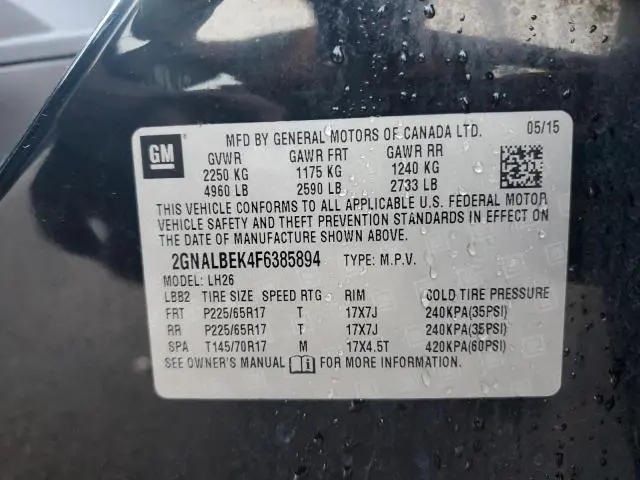 GM
MFD BY GENERAL MOTORS OF CANADA LTD. 05/15
GVWR GAWR FRT GAWR RR
2250 KG 1175 KG 1240 KG
4960 LB 2590 LB 2733 LB
THIS VEHICLE CONFORMS TO ALL APPLICABLE U.S. FEDERAL MOTOR
VEHICLE SAFETY AND THEFT PREVENTION STANDARDS IN EFFECT ON
THE DATE OF MANUFACTURE SHOWN ABOVE.
2GNALBEK4F6385894 TYPE: M.P.V.
MODEL: LH26
LBB2 TIRE SIZE SPEED RTG RIM COLD TIRE PRESSURE
FRT P225/65R17 T 17X7J 240KPA(35PSI)
RR P225/65R17 T 17X7J 240KPA(35PSI)
SPA T145/70R17 M 17X4.5T 420KPA(60PSI)
SEE OWNER'S MANUAL FOR MORE INFORMATION.